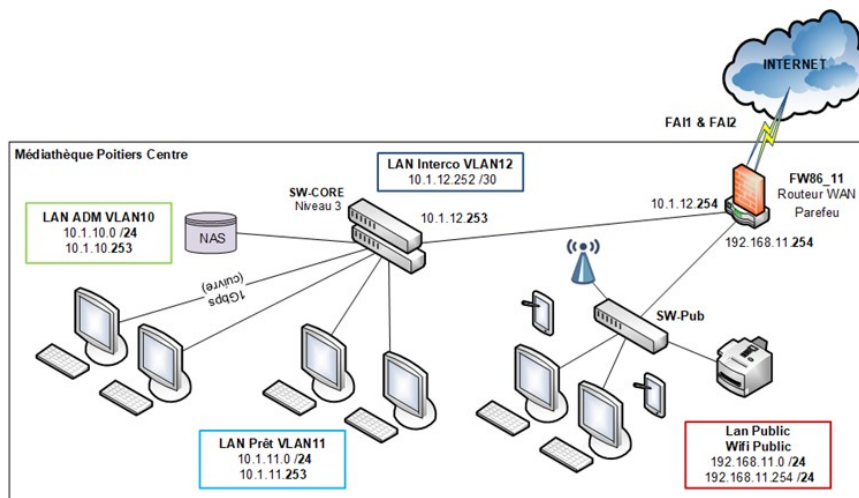 INTERNET
FAI1 & FAI2
Médiathèque Poitiers Centre
LAN Interco VLAN12
10.1.12.252 /30
SW-CORE
Niveau 3
10.1.12.253
10.1.12.254
FW86_11
Routeur WAN
Parefeu
192.168.11.254
LAN ADM VLAN10
10.1.10.0 /24
10.1.10.253
NAS
1Gbps
(cuivre)
SW-Pub
LAN Prêt VLAN11
10.1.11.0 /24
10.1.11.253
Lan Public
Wifi Public
192.168.11.0 /24
192.168.11.254 /24